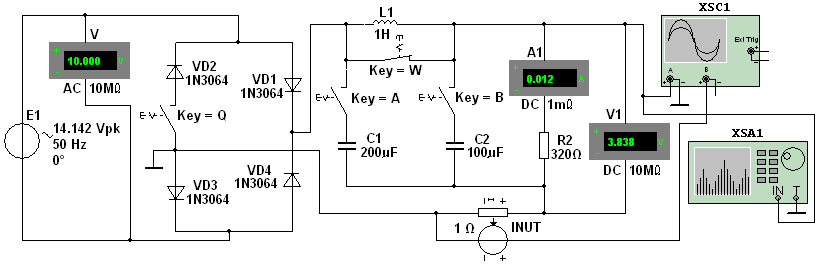 XSC1
Ext Trig
A
B
V
10.000
V
AC 10MΩ
E1
14.142 Vpk
50 Hz
0°
VD2
1N3064
VD1
1N3064
Key = Q
VD3
1N3064
VD4
1N3064
L1
1H
Key = W
Key = A
Key = B
C1
200µF
C2
100µF
A1
0.012
A
DC 1mΩ
R2
320Ω
V1
3.838
V
DC 10MΩ
XSA1
IN T
1 Ω
INUT